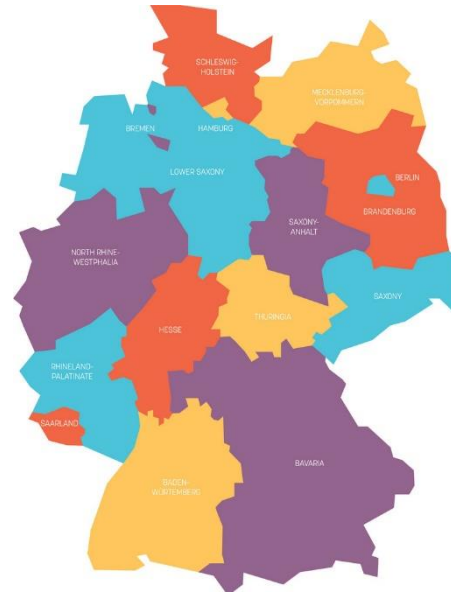 SCHLESWIG-
HOLSTEIN
MECKLENBURG-
VORPOMMERN
BREMEN
HAMBURG
LOWER SAXONY
BERLIN
BRANDENBURG
SAXONY-
ANHALT
NORTH RHINE-
WESTPHALIA
SAXONY
THURINGIA
HESSE
RHINELAND-
PALATINATE
SAARLAND
BAVARIA
BADEN-
WÜRTEMBERG